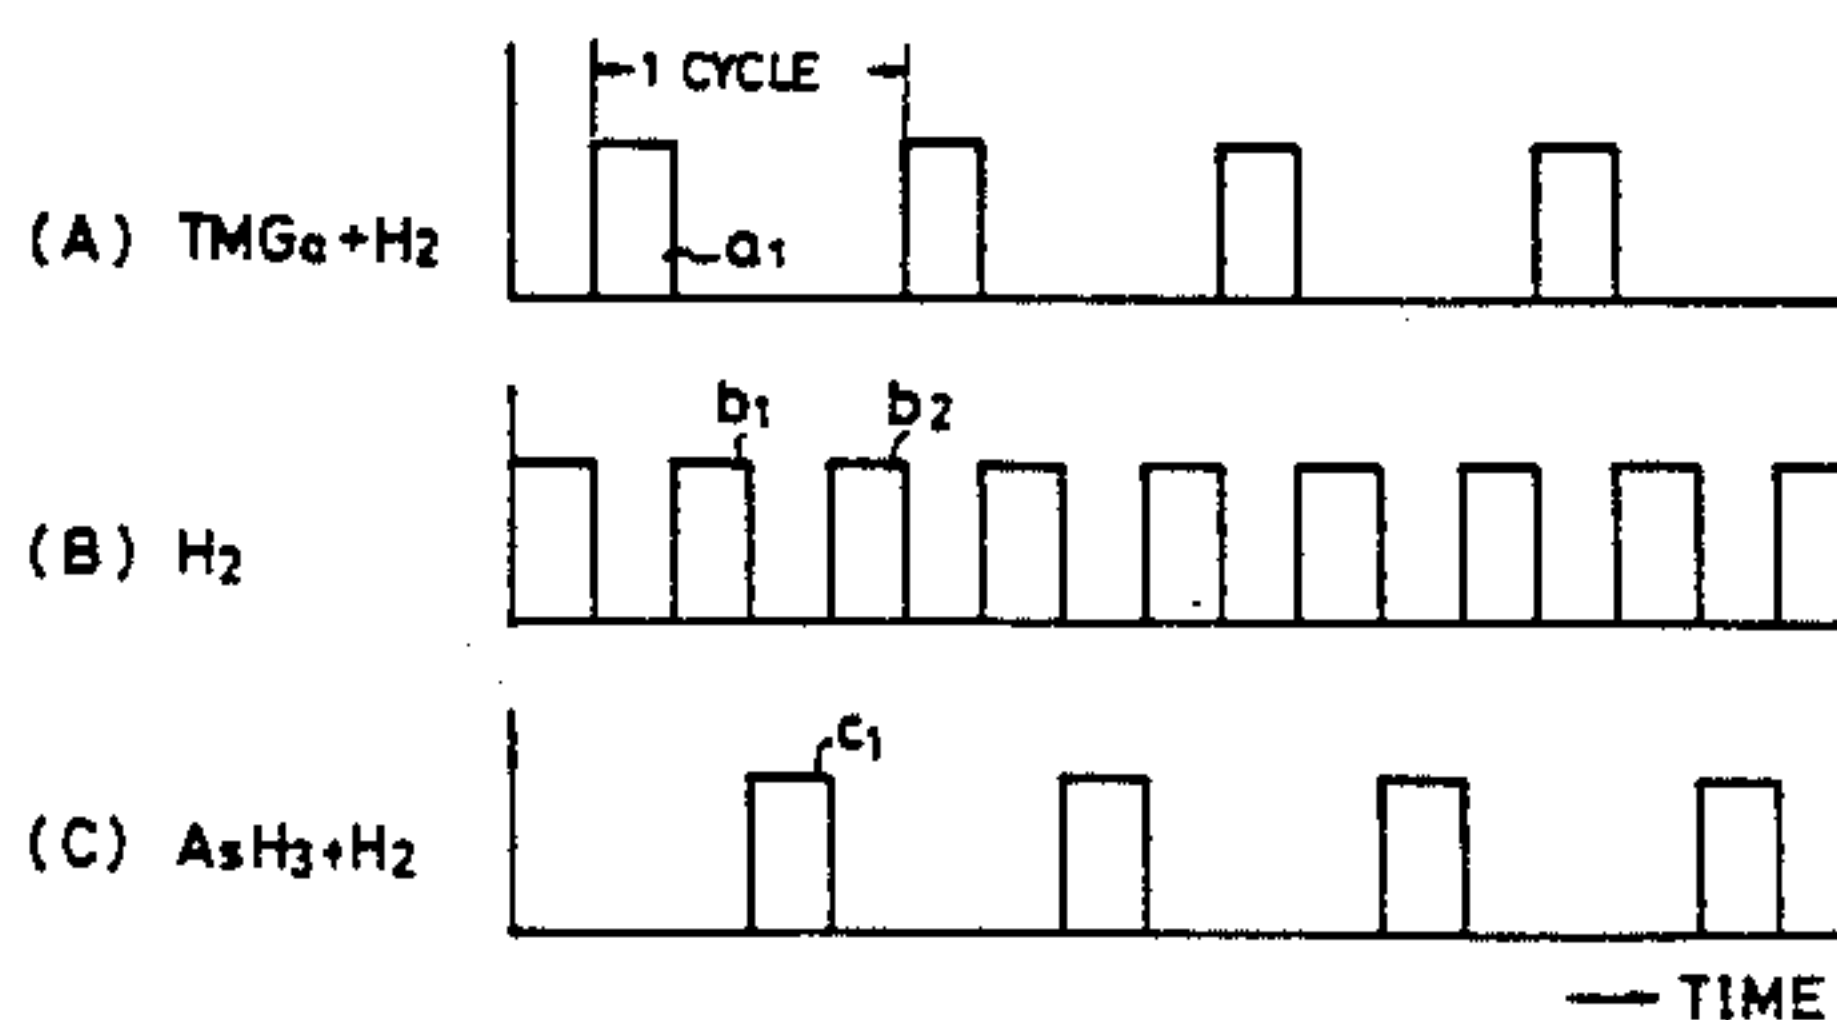 1 CYCLE
(A) TMGa+H2
a1
b1
b2
(B) H2
c1
(C) AsH3+H2
TIME